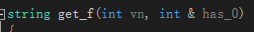 string get_f(int vn, int & has_0)
{